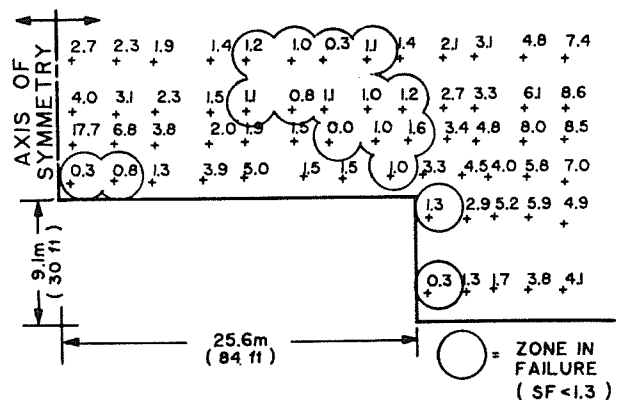 AXIS OF SYMMETRY
2.7 2.3 1.9 1.4 1.2 1.0 0.3 1.1 1.4 2.1 3.1 4.8 7.4
4.0 3.1 2.3 1.5 1.1 0.8 1.1 1.0 1.2 2.7 3.3 6.1 8.6
17.7 6.8 3.8 2.0 1.9 1.5 0.0 1.0 1.6 3.4 4.8 8.0 8.5
0.3 0.8 1.3 3.9 5.0 1.5 1.5 1.0 3.3 4.5 4.0 5.8 7.0
1.3 2.9 5.2 5.9 4.9
0.3 1.3 1.7 3.8 4.1
9.1m
(30 ft)
25.6m
(84 ft)
= ZONE IN
FAILURE
(SF<1.3)